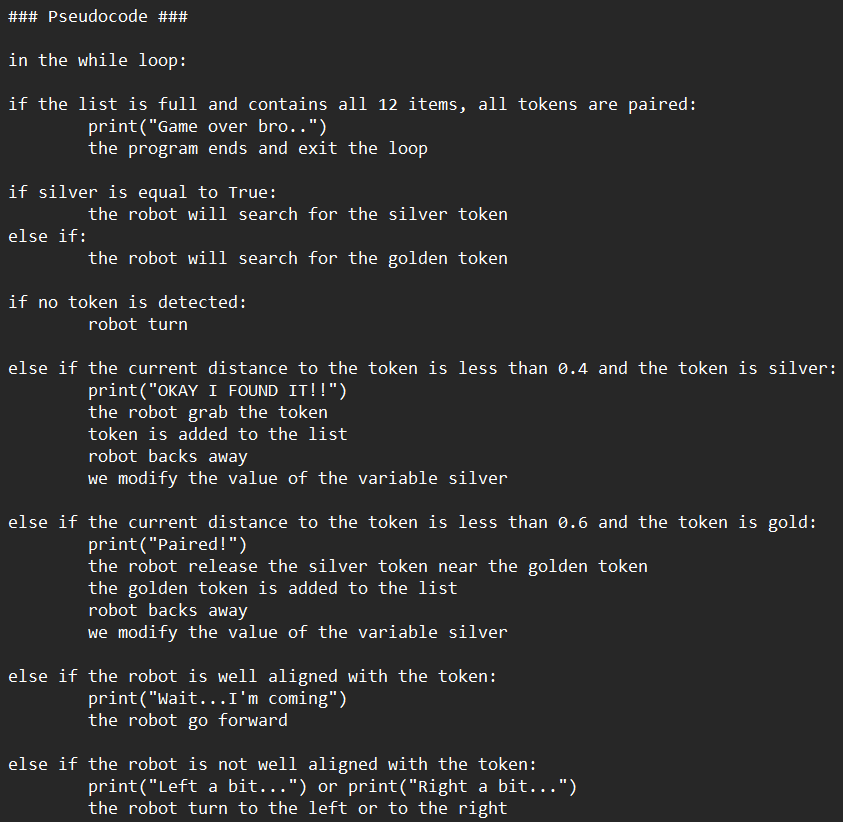 ### Pseudocode ###
in the while loop:
if the list is full and contains all 12 items, all tokens are paired:
print("Game over bro..")
the program ends and exit the loop
if silver is equal to True:
the robot will search for the silver token
else if:
the robot will search for the golden token
if no token is detected:
robot turn
else if the current distance to the token is less than 0.4 and the token is silver:
print("OKAY I FOUND IT!!")
the robot grab the token
token is added to the list
robot backs away
we modify the value of the variable silver
else if the current distance to the token is less than 0.6 and the token is gold:
print("Paired!")
the robot release the silver token near the golden token
the golden token is added to the list
robot backs away
we modify the value of the variable silver
else if the robot is well aligned with the token:
print("Wait...I'm coming")
the robot go forward
else if the robot is not well aligned with the token:
print("Left a bit...") or print("Right a bit...")
the robot turn to the left or to the right